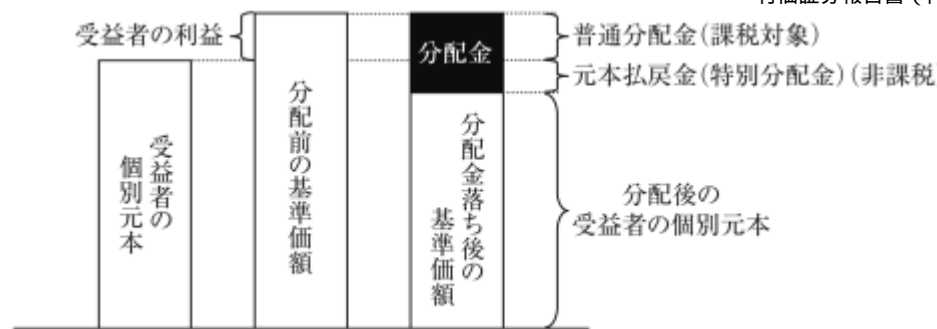 受益者の利益
分配金
普通分配金(課税対象)
元本払戻金(特別分配金)(非課税
受益者の
個別元本
分配前の基準価額
分配金落ち後の
基準価額
分配後の
受益者の個別元本